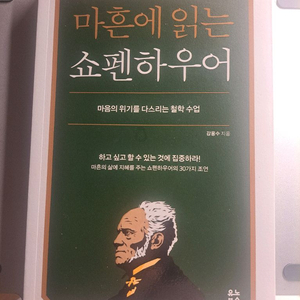 마흔에 읽는
쇼펜하우어
마음의 위기를 다스리는 철학 수업
강용수 지음
하고 싶고 할 수 있는 것에 집중하라!
마흔의 삶에 지혜를 주는 쇼펜하우어의 30가지 조언
유노